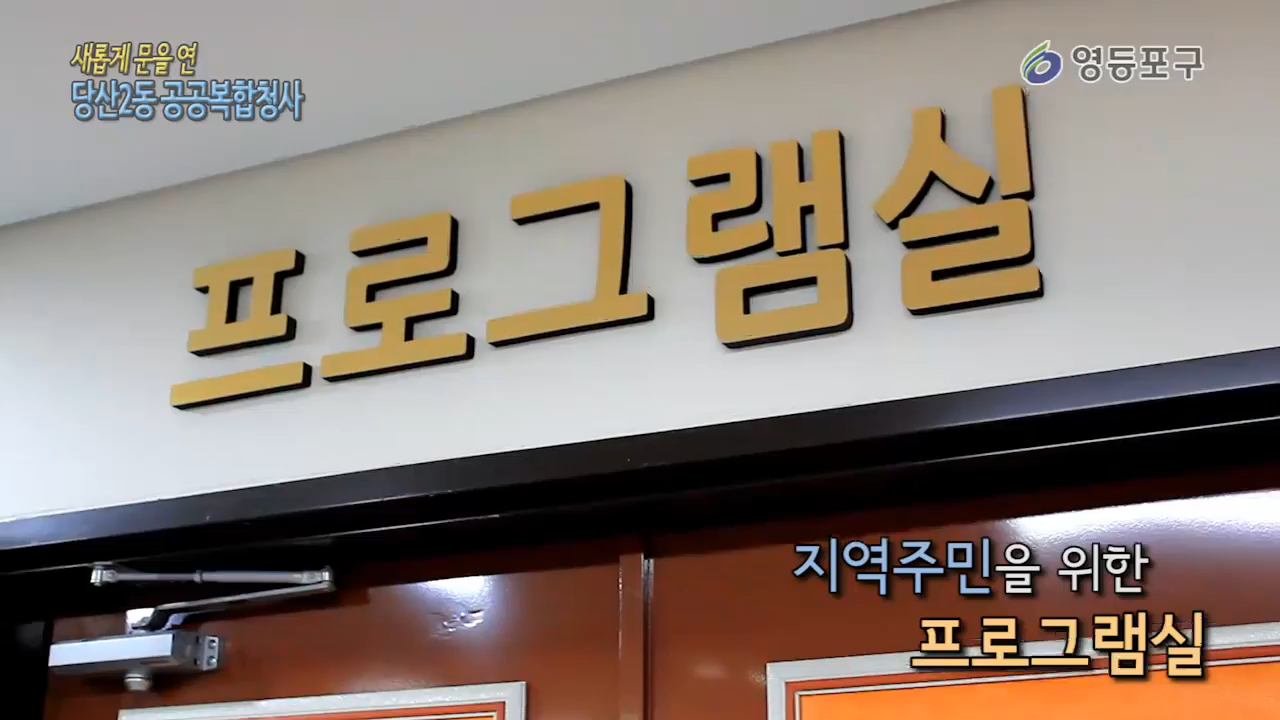 새롭게 문을 연
당산2동 공공복합청사
영등포구
프로그램실
지역주민을 위한
프로그램실